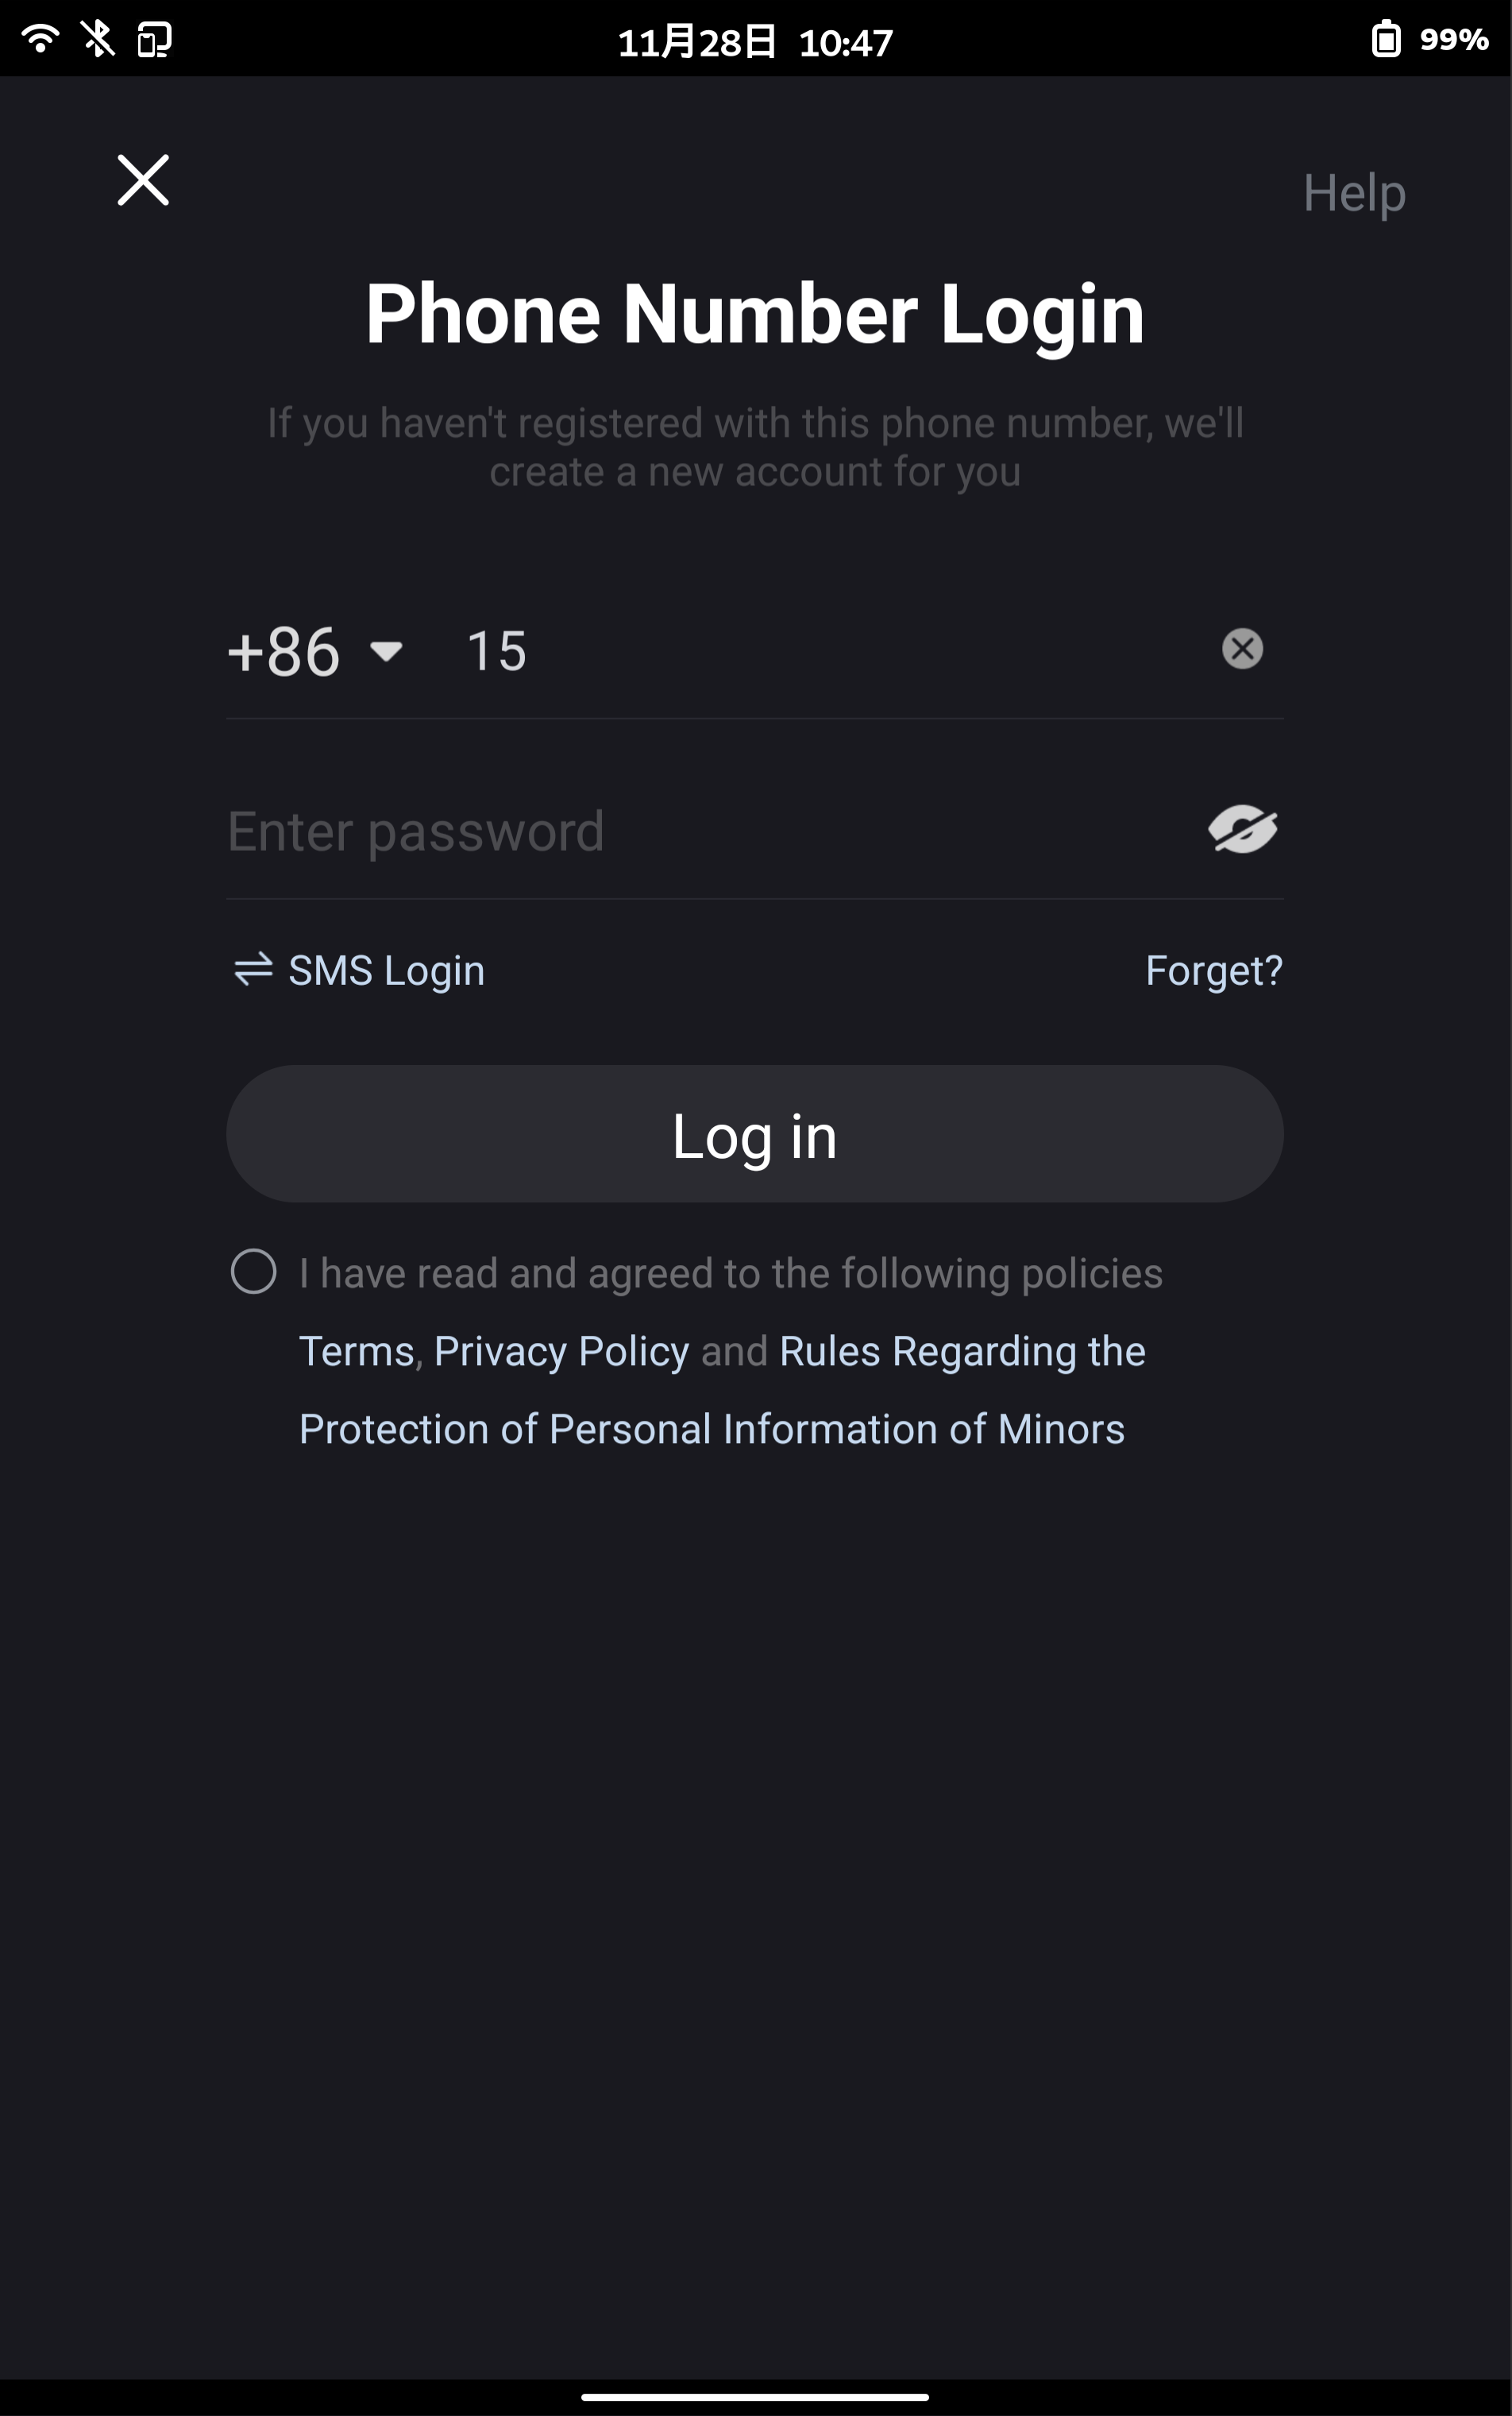 11月28日 10:47
99%
Help
Phone Number Login
If you haven't registered with this phone number, we'll
create a new account for you
+86 15
Enter password
SMS Login Forget?
Log in
I have read and agreed to the following policies
Terms, Privacy Policy and Rules Regarding the
Protection of Personal Information of Minors